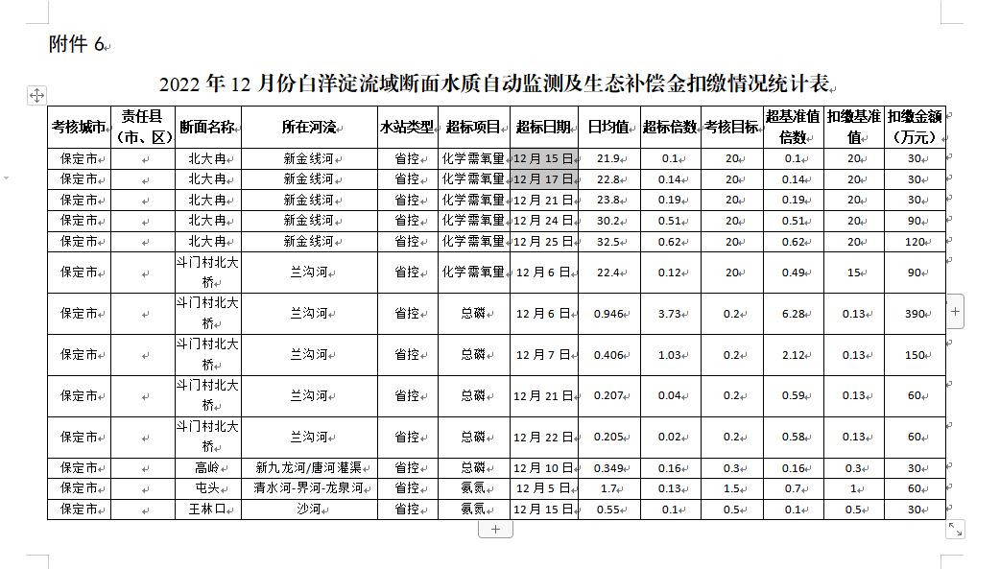 附件 6
2022 年 12 月份白洋淀流域断面水质自动监测及生态补偿金扣缴情况统计表
考核城市 责任县（市、区） 断面名称 所在河流 水站类型 超标项目 超标日期 日均值 超标倍数 考核目标 超基准值倍数 扣缴基准值 扣缴金额（万元）
保定市 北大冉 新金线河 省控 化学需氧量 12 月 15 日 21.9 0.1 20 0.1 20 30
保定市 北大冉 新金线河 省控 化学需氧量 12 月 17 日 22.8 0.14 20 0.14 20 30
保定市 北大冉 新金线河 省控 化学需氧量 12 月 21 日 23.8 0.19 20 0.19 20 30
保定市 北大冉 新金线河 省控 化学需氧量 12 月 24 日 30.2 0.51 20 0.51 20 90
保定市 北大冉 新金线河 省控 化学需氧量 12 月 25 日 32.5 0.62 20 0.62 20 120
保定市 斗门村北大桥 兰沟河 省控 化学需氧量 12 月 6 日 22.4 0.12 20 0.49 15 90
保定市 斗门村北大桥 兰沟河 省控 总磷 12 月 6 日 0.946 3.73 0.2 6.28 0.13 390
保定市 斗门村北大桥 兰沟河 省控 总磷 12 月 7 日 0.406 1.03 0.2 2.12 0.13 150
保定市 斗门村北大桥 兰沟河 省控 总磷 12 月 21 日 0.207 0.04 0.2 0.59 0.13 60
保定市 斗门村北大桥 兰沟河 省控 总磷 12 月 22 日 0.205 0.02 0.2 0.58 0.13 60
保定市 高岭 新九龙河/唐河灌渠 省控 总磷 12 月 10 日 0.349 0.16 0.3 0.16 0.3 30
保定市 屯头 清水河-界河-龙泉河 省控 氨氮 12 月 5 日 1.7 0.13 1.5 0.7 1 60
保定市 王林口 沙河 省控 氨氮 12 月 15 日 0.55 0.1 0.5 0.1 0.5 30